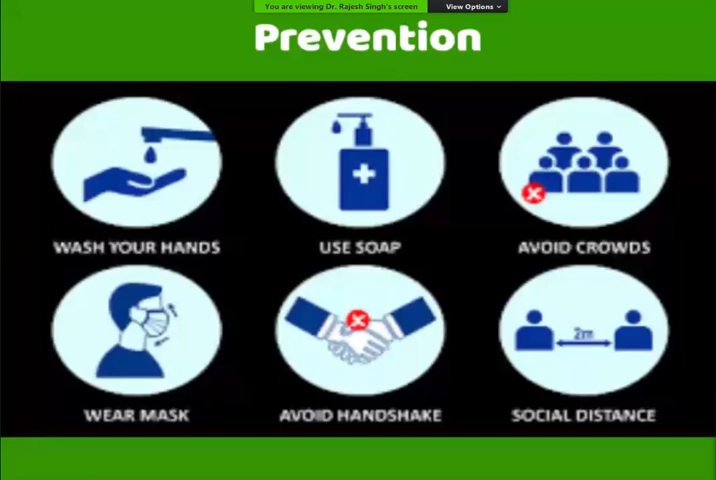 You are viewing Dr. Rajesh Singh's screen View Options
Prevention
WASH YOUR HANDS
USE SOAP
AVOID CROWDS
2m
WEAR MASK
AVOID HANDSHAKE
SOCIAL DISTANCE